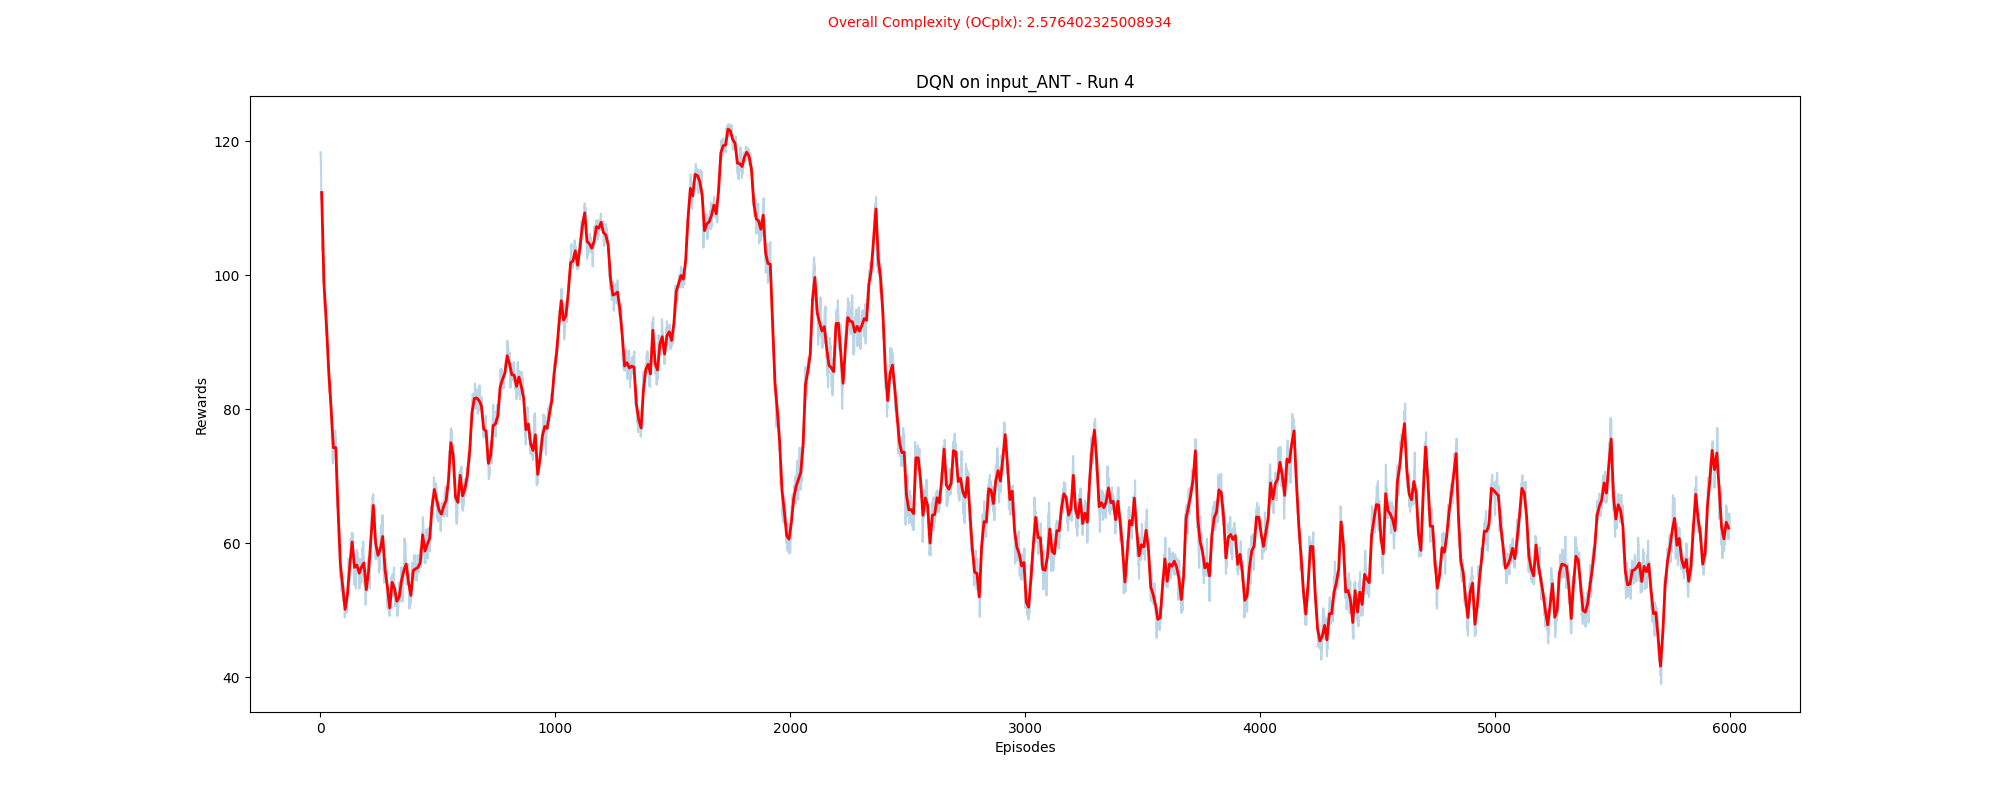 Overall Complexity (OCplx): 2.576402325008934
DQN on input_ANT - Run 4
Rewards
120
100
80
60
40
0 1000 2000 3000 4000 5000 6000
Episodes